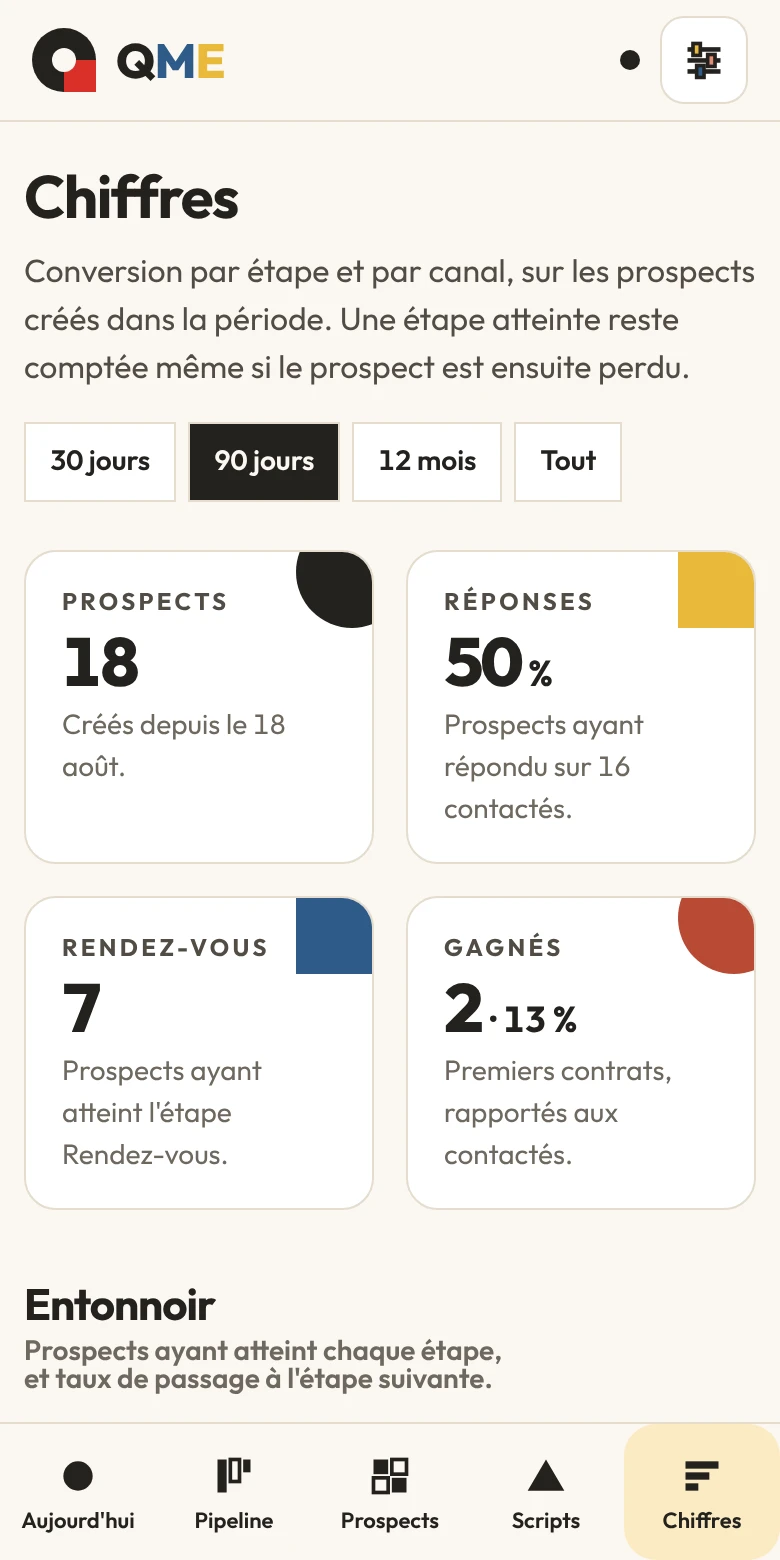 QME
Chiffres
Conversion par étape et par canal, sur les prospects
créés dans la période. Une étape atteinte reste
comptée même si le prospect est ensuite perdu.
30 jours
90 jours
12 mois
Tout
PROSPECTS
18
Créés depuis le 18
août.
RÉPONSES
50 %
Prospects ayant
répondu sur 16
contactés.
RENDEZ-VOUS
7
Prospects ayant
atteint l'étape
Rendez-vous.
GAGNÉS
2 · 13 %
Premiers contrats,
rapportés aux
contactés.
Entonnoir
Prospects ayant atteint chaque étape,
et taux de passage à l'étape suivante.
Aujourd'hui
Pipeline
Prospects
Scripts
Chiffres